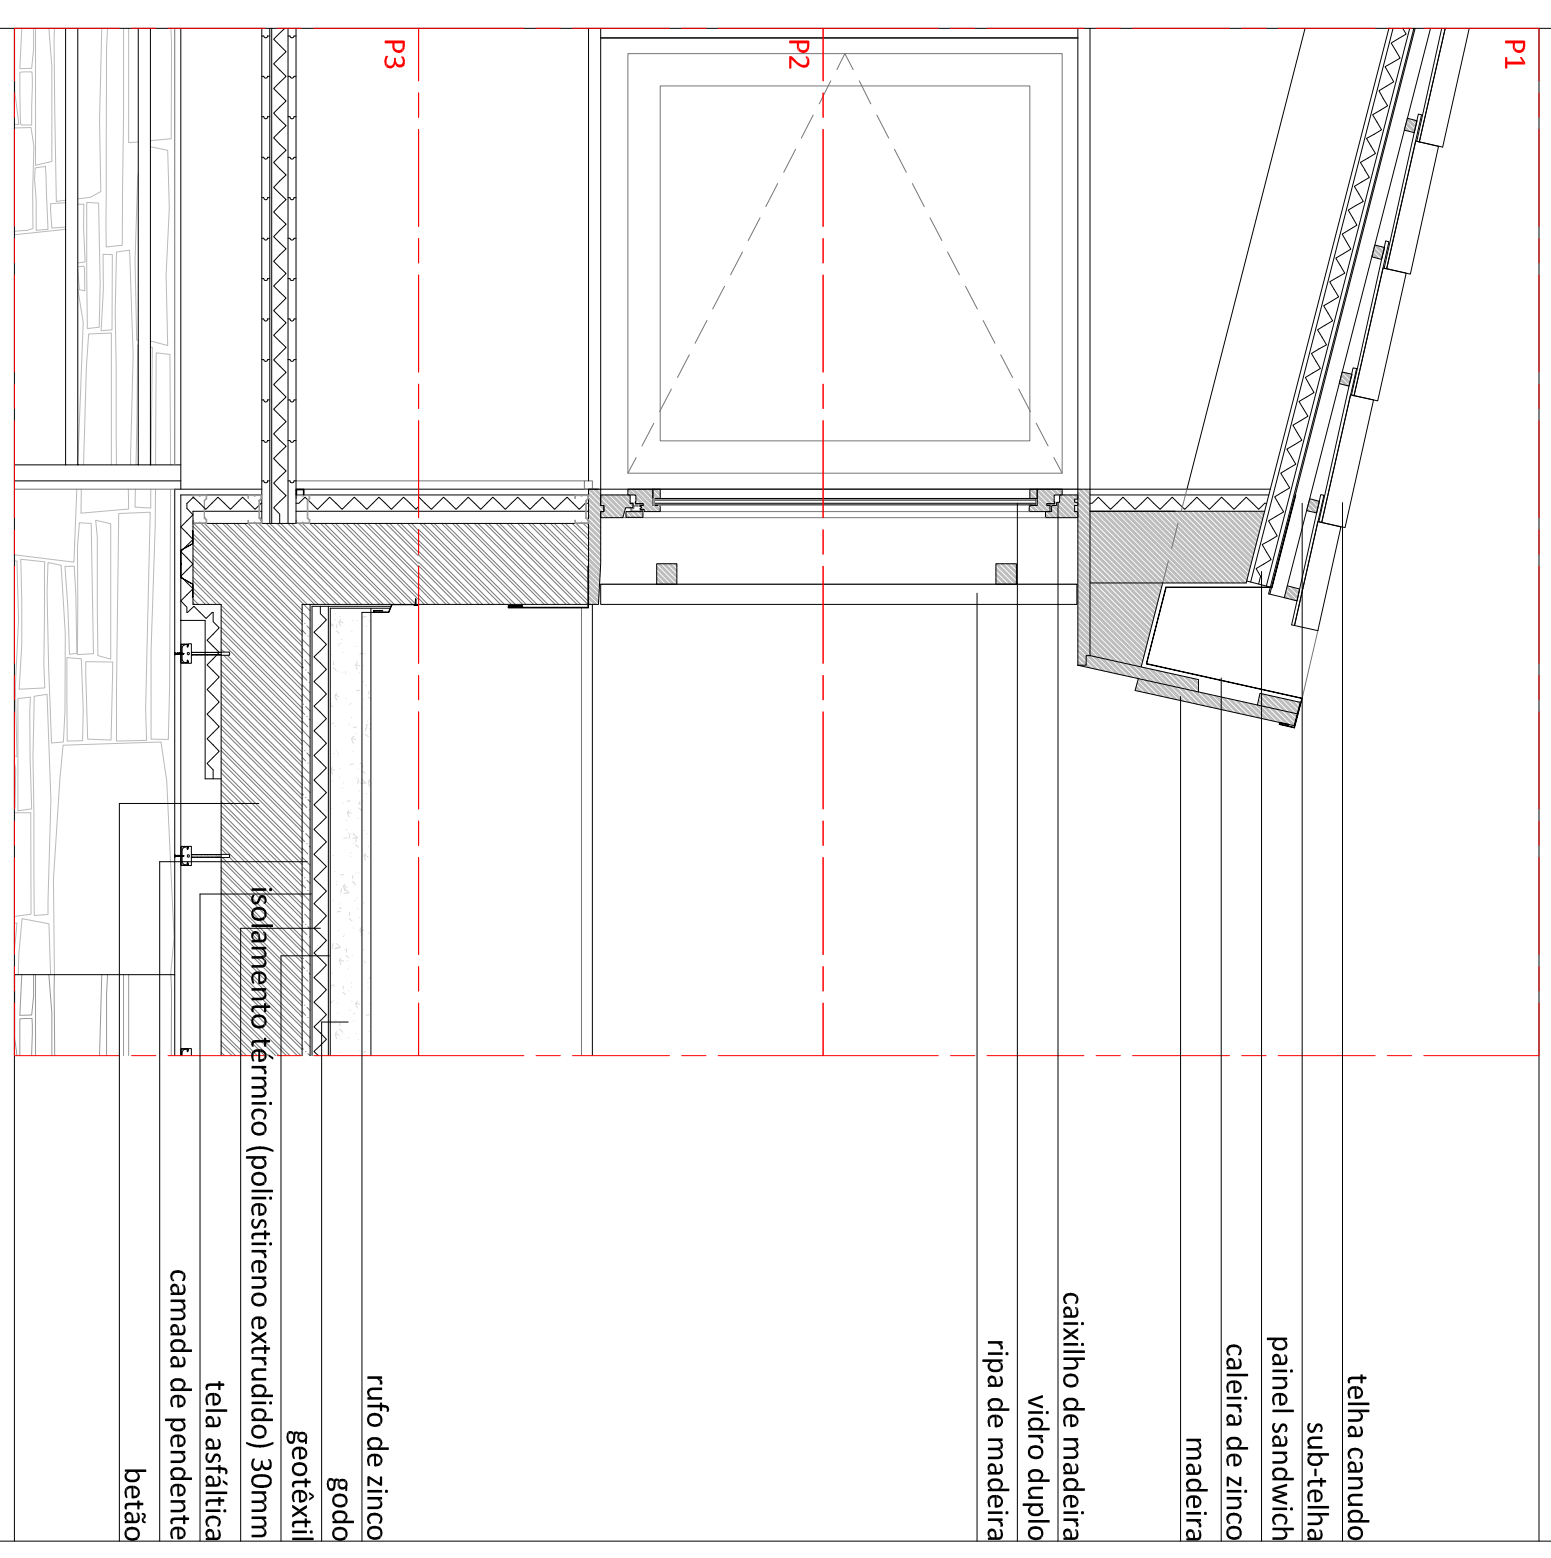 P1
P2
P3
telha canudo
sub-telha
painel sandwich
caleira de zinco
madeira
caixilho de madeira
vidro duplo
ripa de madeira
rufo de zinco
godo
geotêxtil
isolamento térmico (poliestireno extrudido) 30mm
tela asfáltica
camada de pendente
betão